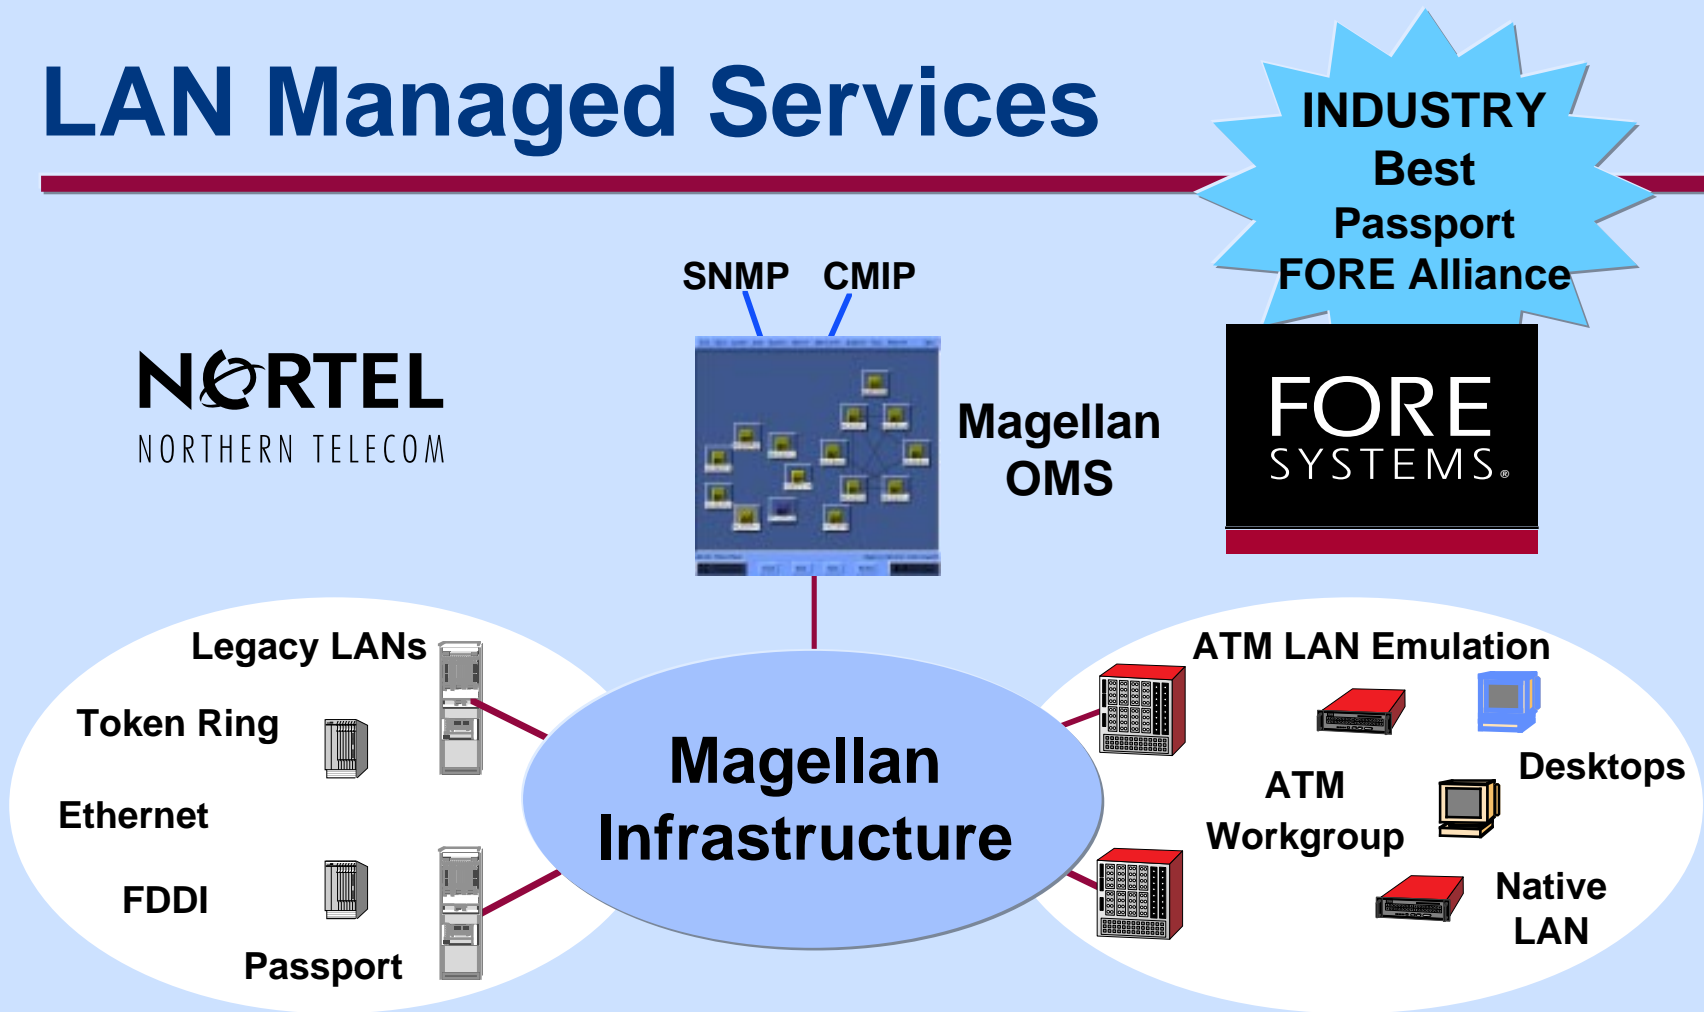 LAN Managed Services
INDUSTRY
Best
Passport
FORE Alliance
SNMP CMIP
NORTEL
NORTHERN TELECOM
Magellan
OMS
FORE
SYSTEMS®
Legacy LANs
Token Ring
Ethernet
FDDI
Passport
Magellan
Infrastructure
ATM LAN Emulation
Desktops
ATM
Workgroup
Native
LAN